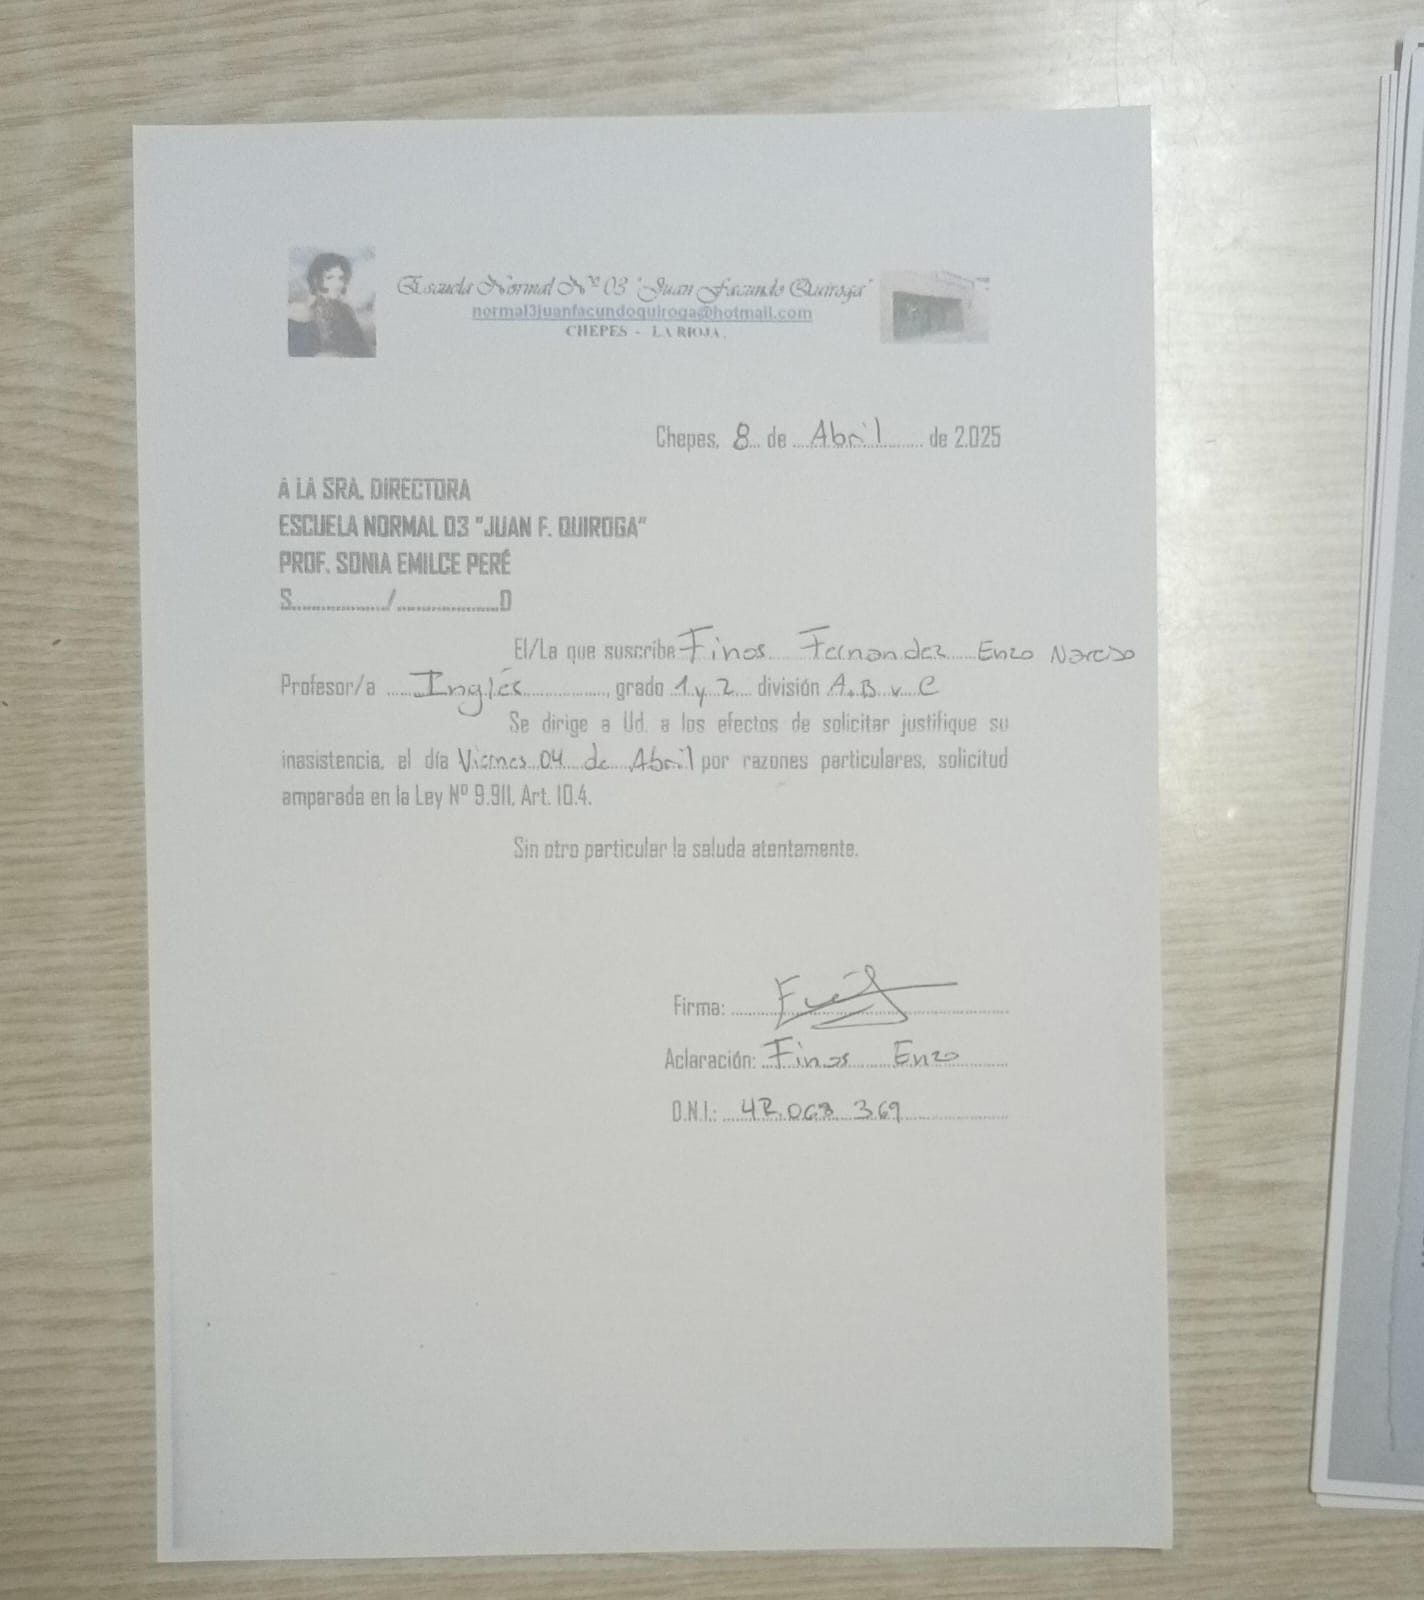 Escuela Normal Nº 03 "Juan Facundo Quiroga"
normal3juanfacundoquiroga@hotmail.com
CHEPES - LA RIOJA.
Chepes, 8 de Abril de 2.025
A LA SRA. DIRECTORA
ESCUELA NORMAL 03 "JUAN F. QUIROGA"
PROF. SONIA EMILCE PERÉ
S................/..................D
El/La que suscribe Finos Fernandez Enzo Narciso
Profesor/a Inglés, grado 1 y 2 división A. B y C
Se dirige a Ud. a los efectos de solicitar justifique su
inasistencia, el día Viernes 04 de Abril por razones particulares, solicitud
amparada en la Ley Nº 9.911, Art. 10.4.
Sin otro particular la saluda atentamente.
Firma:
Aclaración: Finos Enzo
D.N.I.: 42.068 369